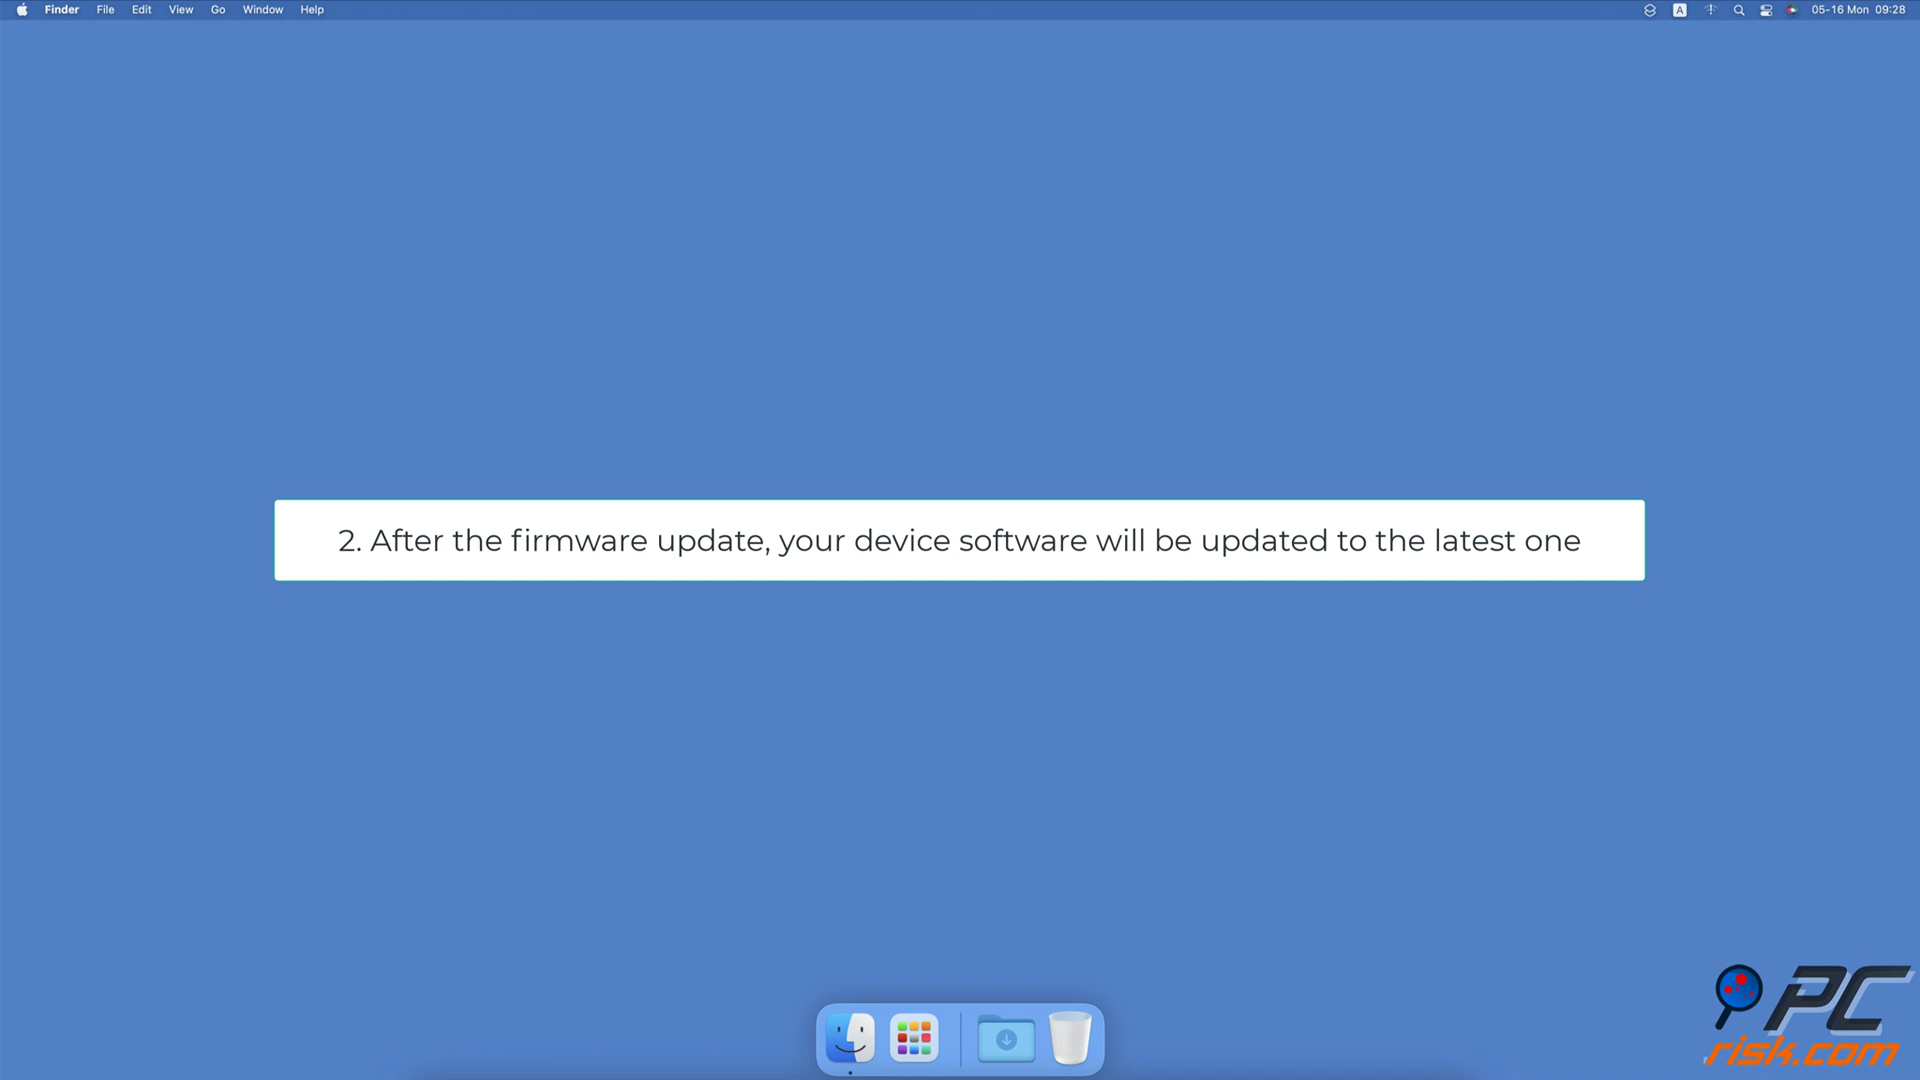 Finder File Edit View Go Window Help
A
05-16 Mon 09:28
2. After the firmware update, your device software will be updated to the latest one
PC
risk.com